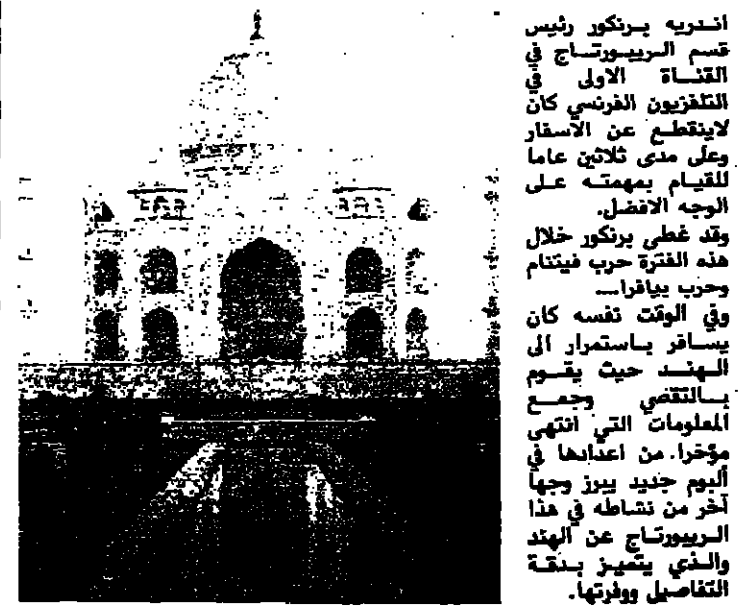 اندريه برنكور رئيس
قسم الريبورتاج في
القناة الاولى في
التلفزيون الفرنسي كان
لاينقطع عن الاسفار
وعلى مدى ثلاثين عاما
للقيام بمهمته على
الوجه الافضل.
وقد غطى برنكور خلال
هذه الفترة حرب فيتنام
وحرب بيافرا...
وفي الوقت نفسه كان
يسافر باستمرار الى
الهند حيث يقوم
بالتقصي وجمع
المعلومات التي انتهى
مؤخرا. من اعدادها في
ألبوم جديد يبرز وجها
آخر من نشاطه في هذا
الريبورتاج عن الهند
والذي يتميز بدقة
التفاصيل ووفرتها.